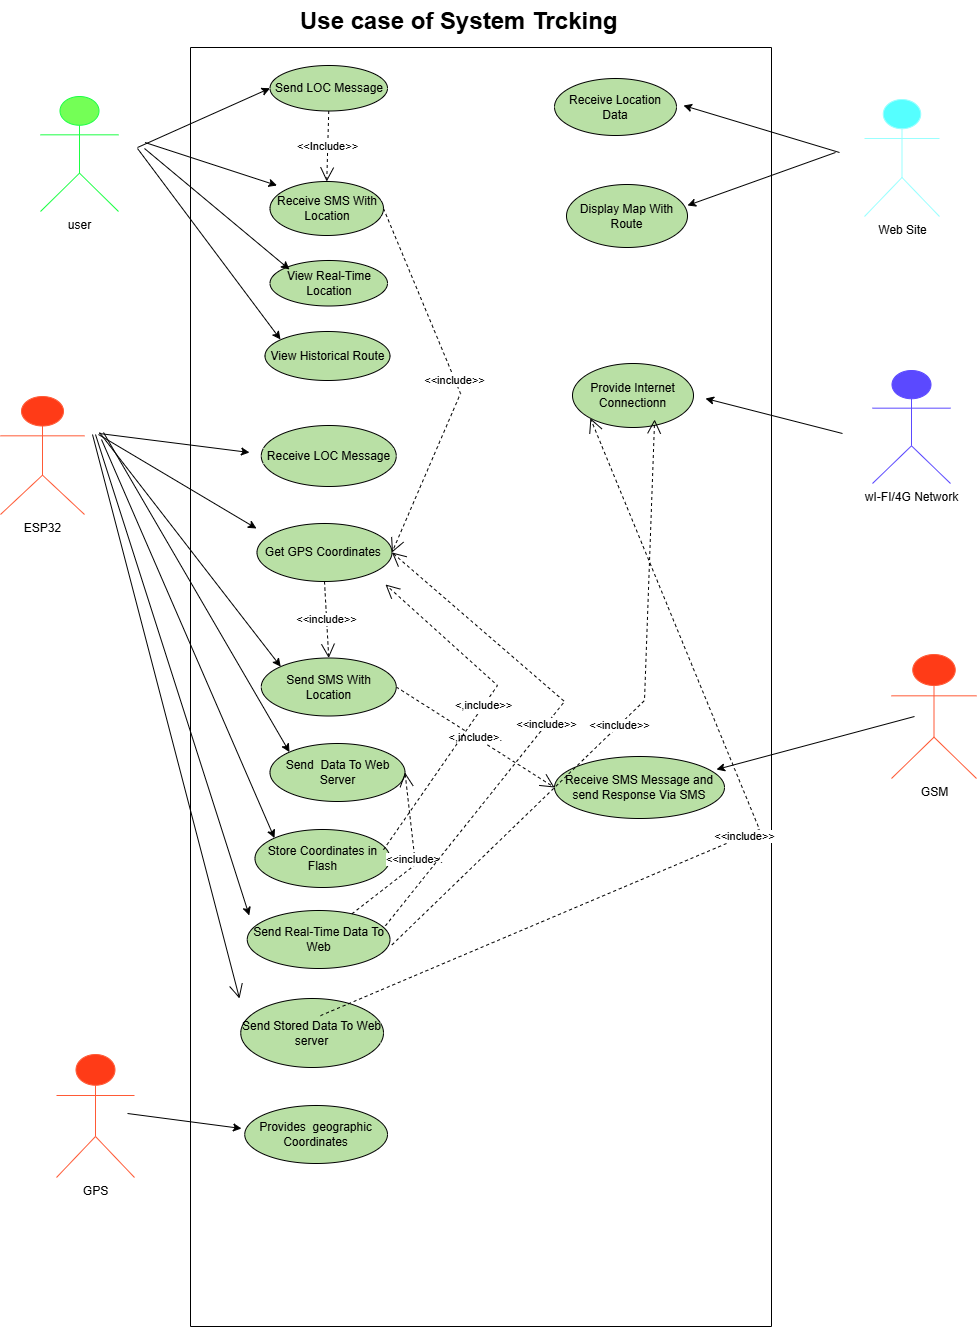 Use case of System Trcking
Send LOC Message
<<Include>>
Receive SMS With
Location
View Real-Time
Location
View Historical Route
Receive LOC Message
Get GPS Coordinates
<<include>>
Send SMS With
Location
Send Data To Web
Server
Store Coordinates in
Flash
Send Real-Time Data To
Web
Send Stored Data To Web
server
Provides geographic
Coordinates
Receive Location
Data
Display Map With
Route
Provide Internet
Connectionn
Receive SMS Message and
send Response Via SMS
<<include>>
<,include>>
<,include>.
<<include>>
<<include>>
<<include>.
<<include>>
user
ESP32
GPS
Web Site
wI-FI/4G Network
GSM